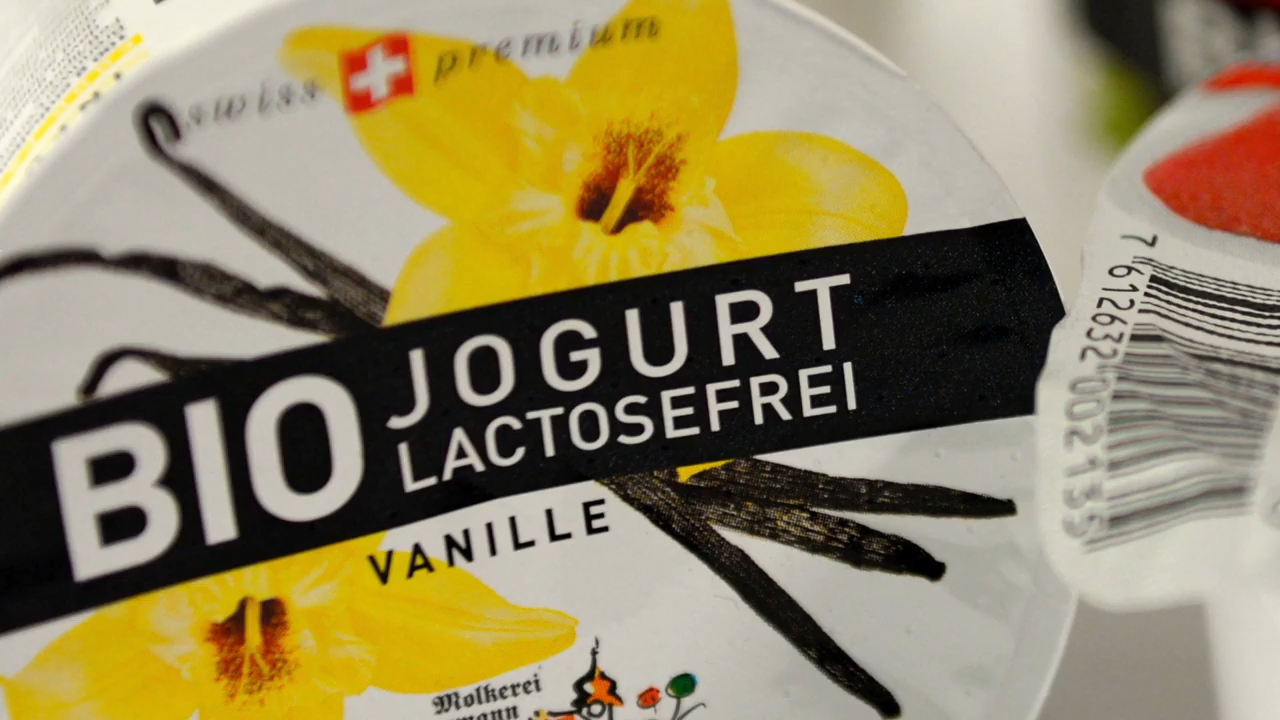 swiss premium
BIO JOGURT
LACTOSEFREI
VANILLE
Molkerei
7 612632 002135